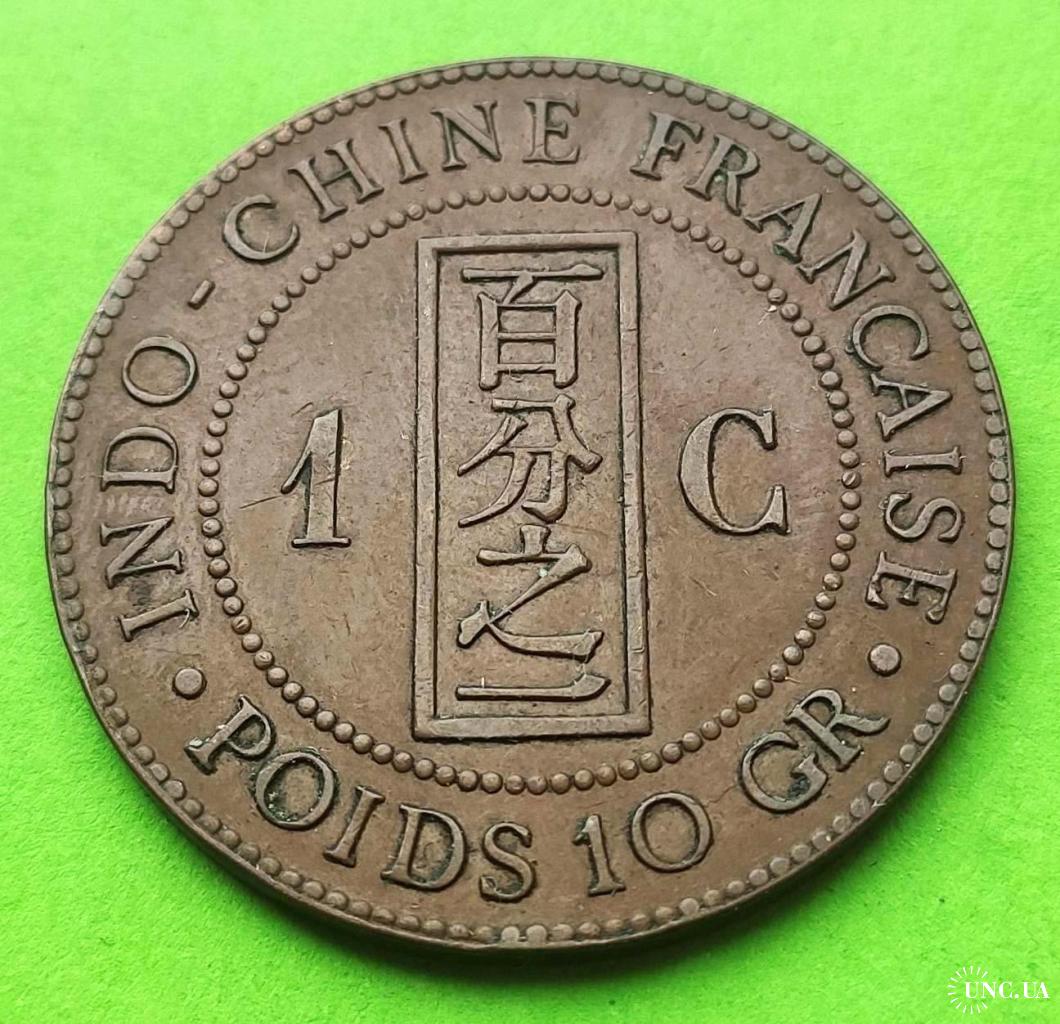 INDO - CHINE FRANCAISE
1
百分之一
C
· POIDS 10 GR ·
UNC.UA